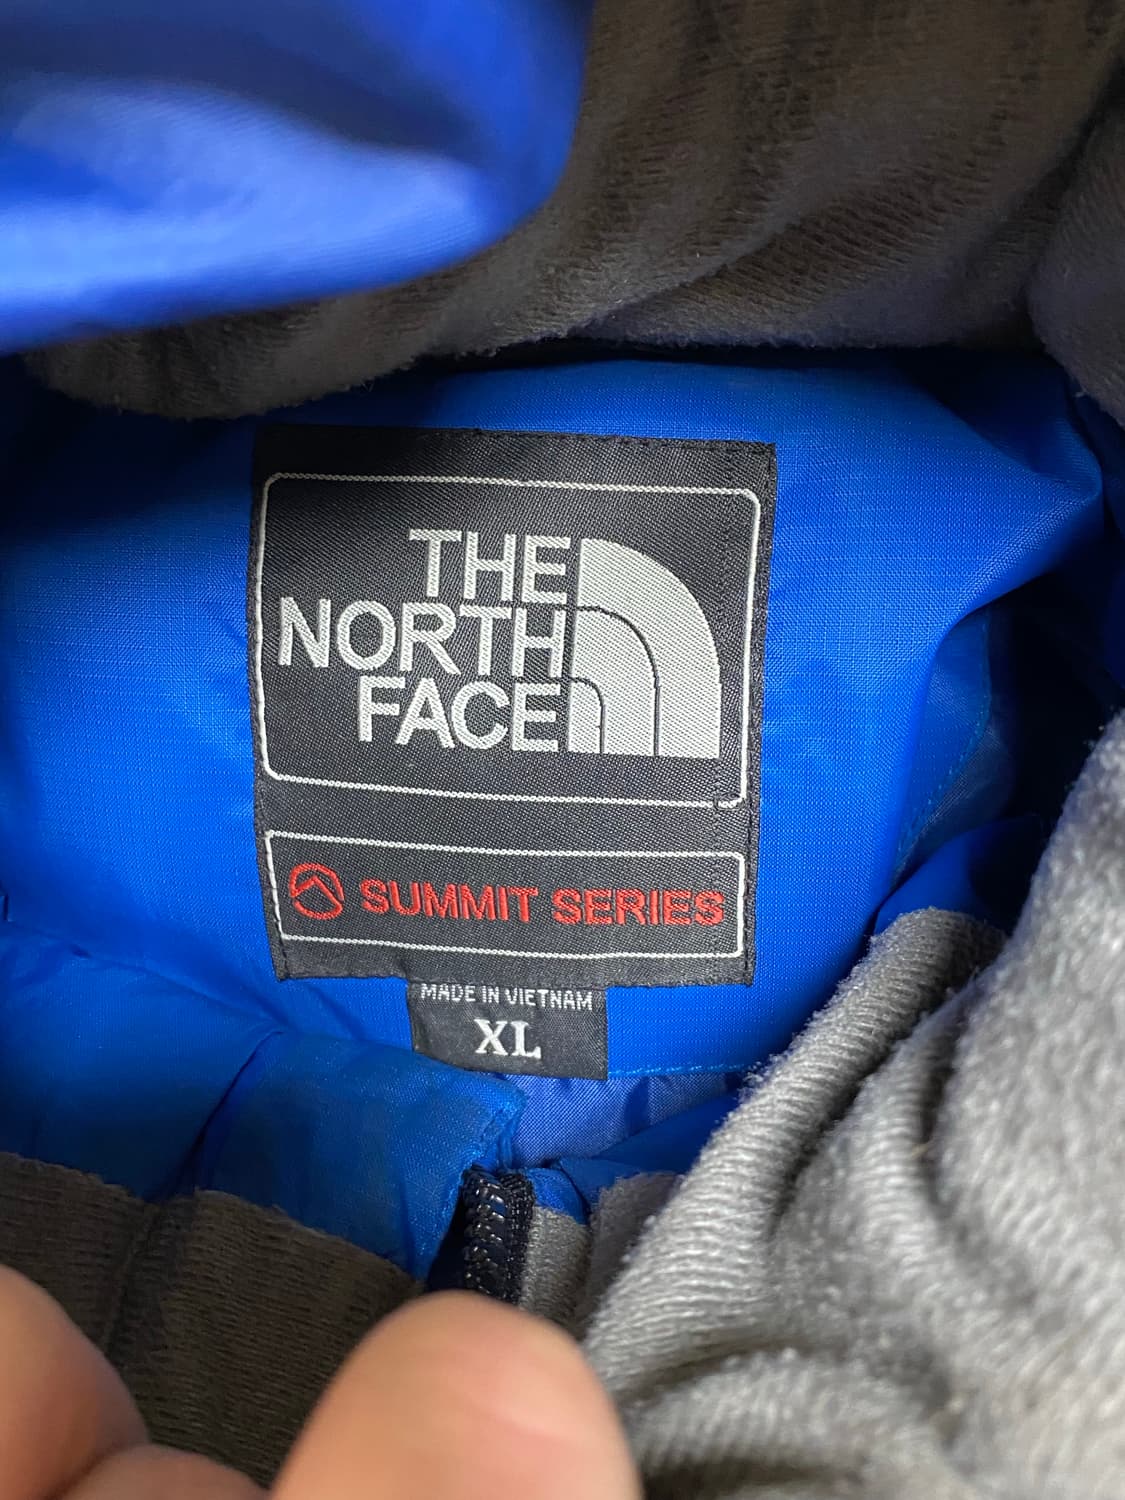 THE
NORTH
FACE
SUMMIT SERIES
MADE IN VIETNAM
XL